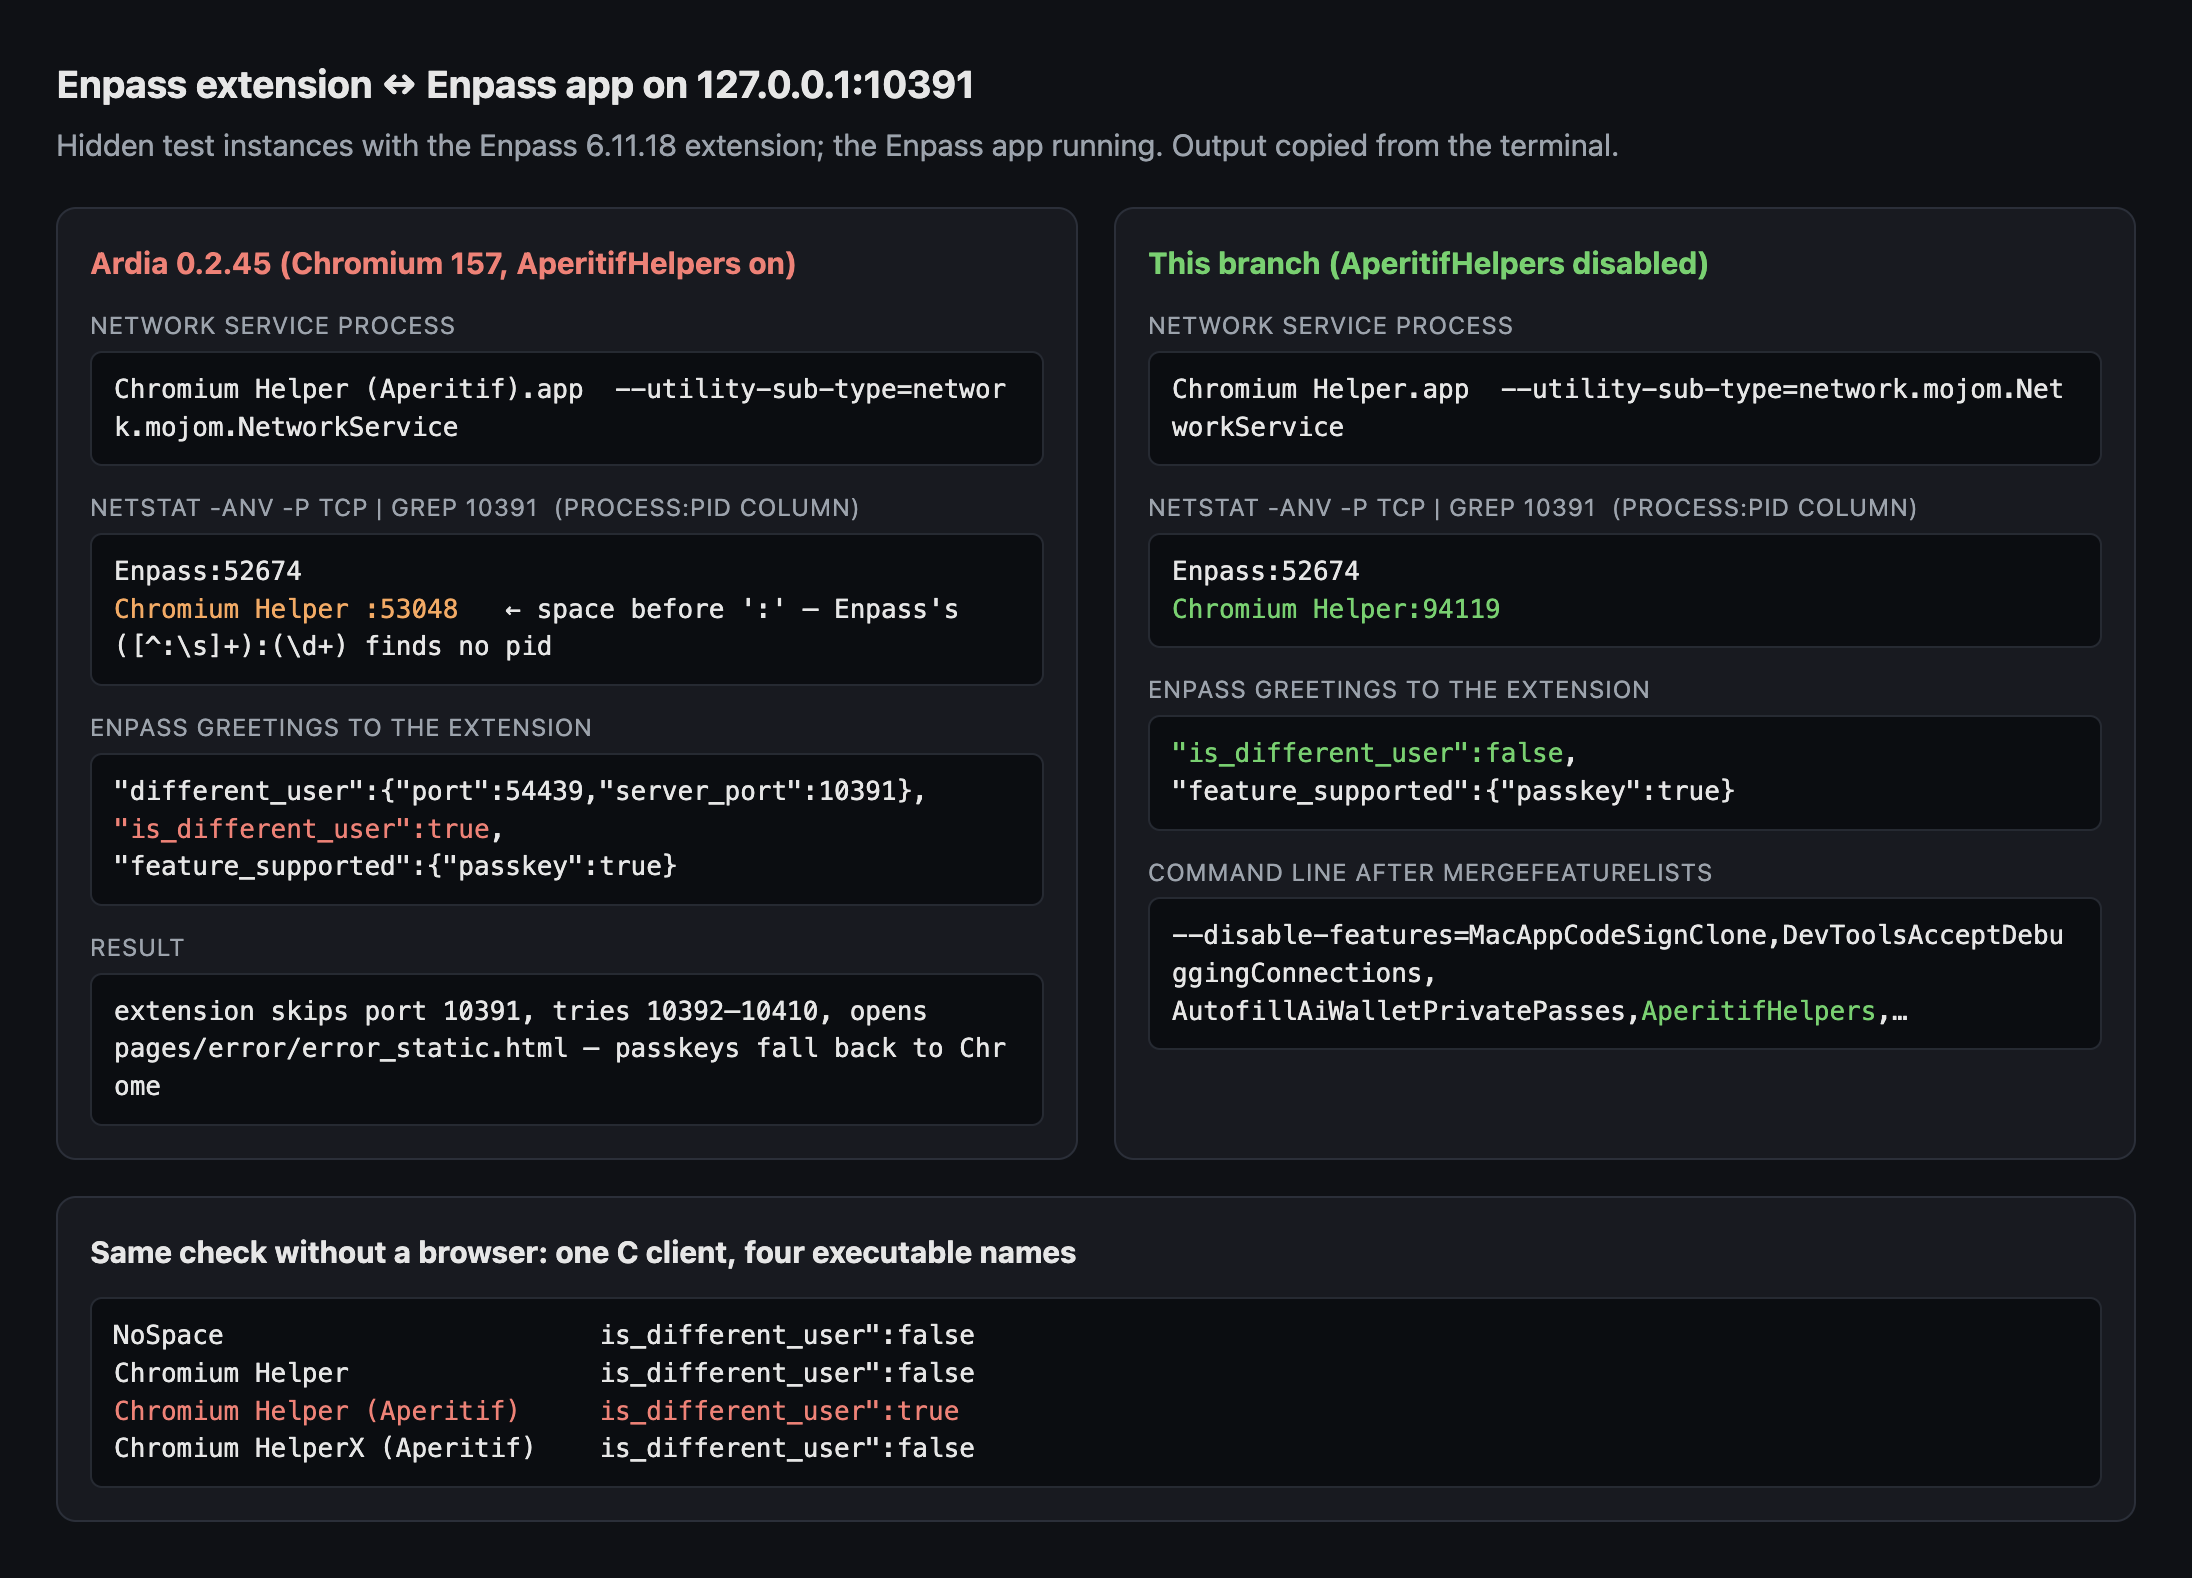 Enpass extension ↔ Enpass app on 127.0.0.1:10391
Hidden test instances with the Enpass 6.11.18 extension; the Enpass app running. Output copied from the terminal.
Ardia 0.2.45 (Chromium 157, AperitifHelpers on)
NETWORK SERVICE PROCESS
Chromium Helper (Aperitif).app  --utility-sub-type=networ
k.mojom.NetworkService
NETSTAT -ANV -P TCP | GREP 10391  (PROCESS:PID COLUMN)
Enpass:52674
Chromium Helper :53048   ← space before ':' — Enpass's
([^:\s]+):(\d+) finds no pid
ENPASS GREETINGS TO THE EXTENSION
"different_user":{"port":54439,"server_port":10391},
"is_different_user":true,
"feature_supported":{"passkey":true}
RESULT
extension skips port 10391, tries 10392–10410, opens
pages/error/error_static.html — passkeys fall back to Chr
ome
This branch (AperitifHelpers disabled)
NETWORK SERVICE PROCESS
Chromium Helper.app  --utility-sub-type=network.mojom.Net
workService
NETSTAT -ANV -P TCP | GREP 10391  (PROCESS:PID COLUMN)
Enpass:52674
Chromium Helper:94119
ENPASS GREETINGS TO THE EXTENSION
"is_different_user":false,
"feature_supported":{"passkey":true}
COMMAND LINE AFTER MERGEFEATURELISTS
--disable-features=MacAppCodeSignClone,DevToolsAcceptDebu
ggingConnections,
AutofillAiWalletPrivatePasses,AperitifHelpers,…
Same check without a browser: one C client, four executable names
NoSpace                        is_different_user":false
Chromium Helper                is_different_user":false
Chromium Helper (Aperitif)     is_different_user":true
Chromium HelperX (Aperitif)    is_different_user":false